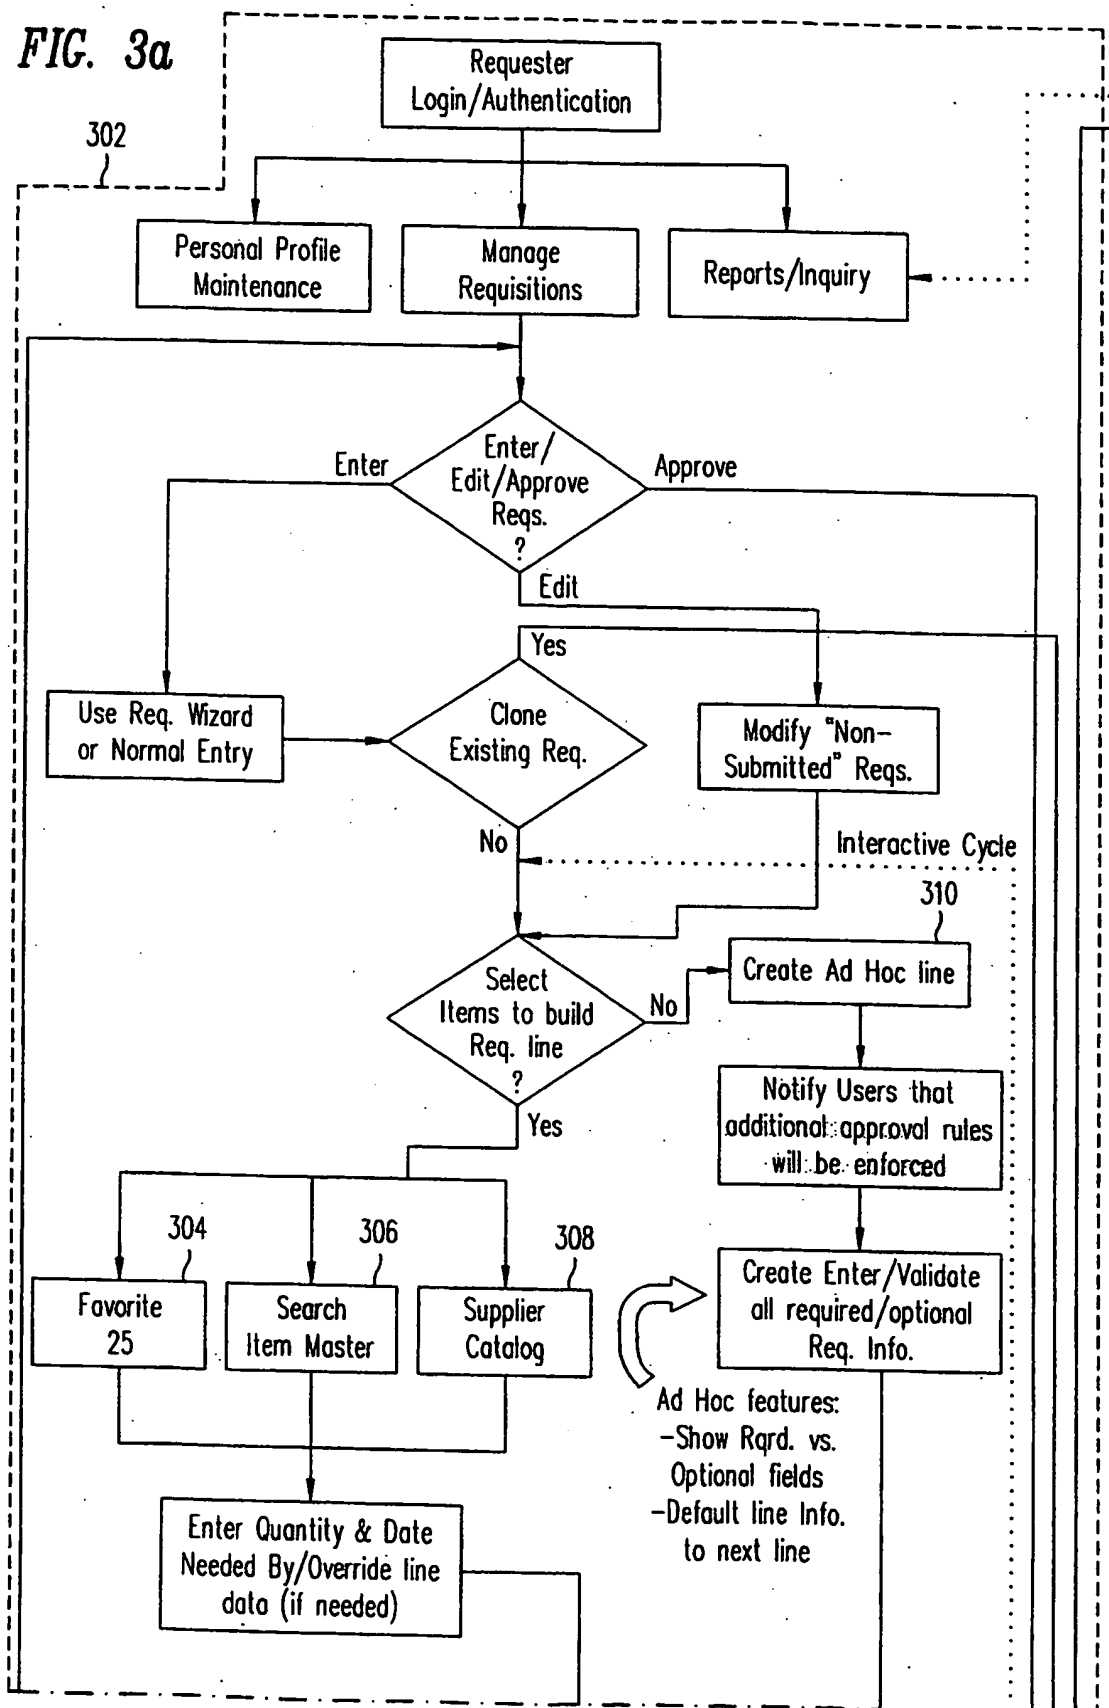 FIG. 3a
Requester
Login/Authentication
302
Personal Profile
Maintenance
Manage
Requisitions
Reports/Inquiry
Enter/
Edit/Approve
Reqs.
?
Enter
Approve
Edit
Yes
Use Req. Wizard
or Normal Entry
Clone
Existing Req.
Modify "Non-
Submitted" Reqs.
No
Interactive Cycle
310
Select
Items to build
Req. line
?
No
Create Ad Hoc line
Yes
Notify Users that
additional approval rules
will be enforced
304
306
308
Favorite
25
Search
Item Master
Supplier
Catalog
Create Enter/Validate
all required/optional
Req. Info.
Ad Hoc features:
-Show Rqrd. vs.
Optional fields
-Default line Info.
to next line
Enter Quantity & Date
Needed By/Override line
data (if needed)